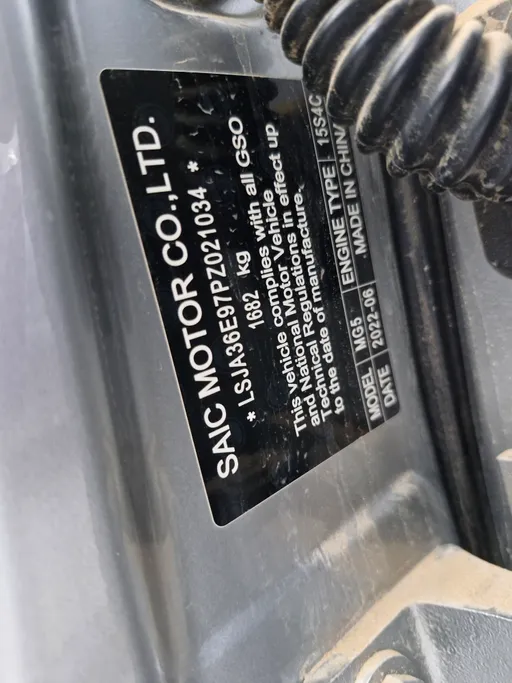 SAIC MOTOR CO.,LTD.
* LSJA36E97PZ021034 *
1682 kg
This vehicle complies with all GSO
and National Motor Vehicle
Technical Regulations in effect up
to the date of manufacture.
MODEL MG5 ENGINE TYPE 15S4C
DATE 2022-06 MADE IN CHINA